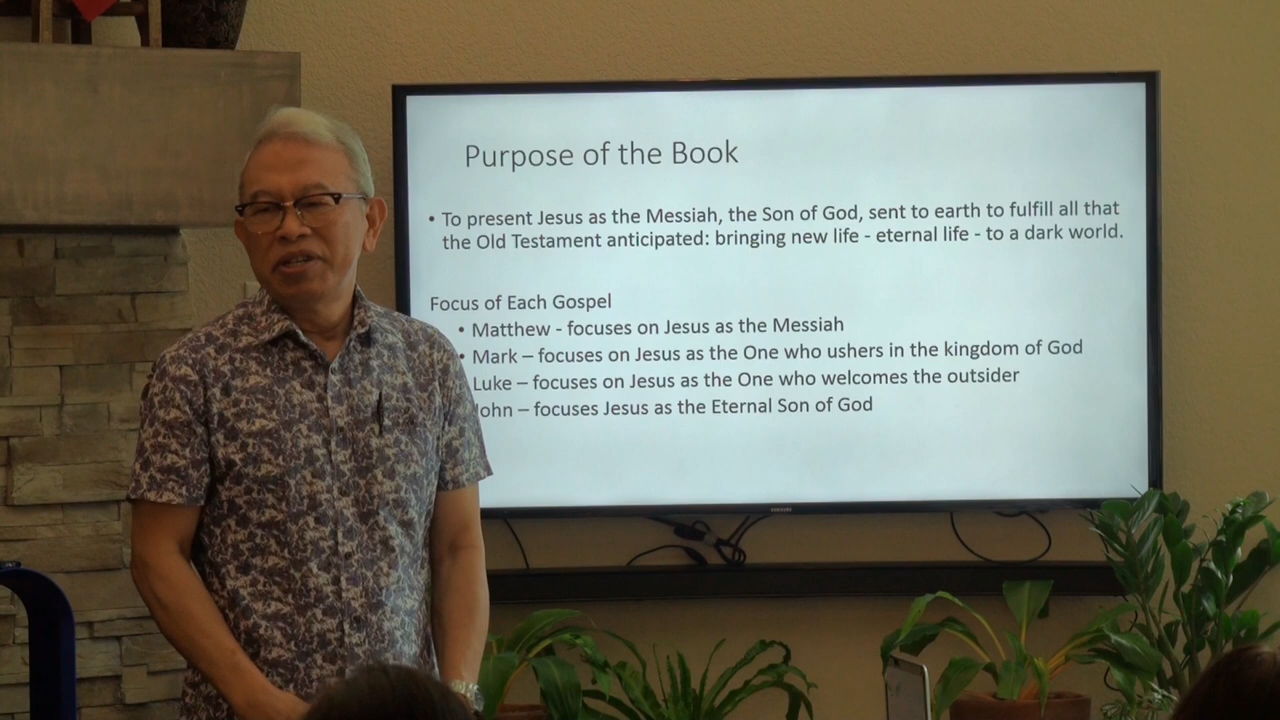 Purpose of the Book
• To present Jesus as the Messiah, the Son of God, sent to earth to fulfill all that
the Old Testament anticipated: bringing new life - eternal life - to a dark world.
Focus of Each Gospel
• Matthew - focuses on Jesus as the Messiah
• Mark – focuses on Jesus as the One who ushers in the kingdom of God
Luke – focuses on Jesus as the One who welcomes the outsider
John – focuses Jesus as the Eternal Son of God
SAMSUNG